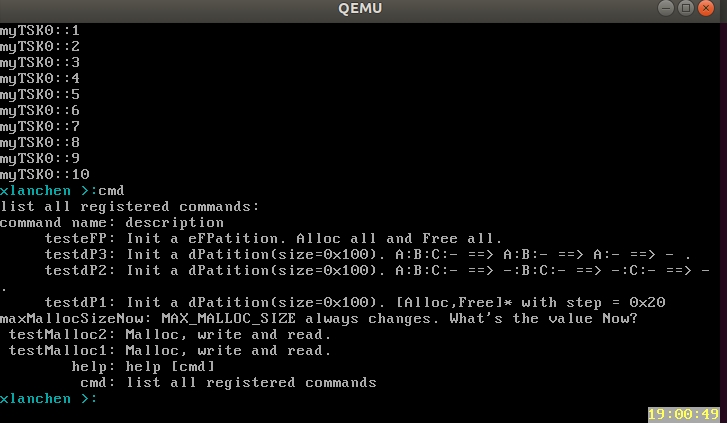 QEMU
myTSK0::1
myTSK0::2
myTSK0::3
myTSK0::4
myTSK0::5
myTSK0::6
myTSK0::7
myTSK0::8
myTSK0::9
myTSK0::10
xlanchen >:cmd
list all registered commands:
command name: description
testeFP: Init a eFPatition. Alloc all and Free all.
testdP3: Init a dPatition(size=0x100). A:B:C:- ==> A:B:- ==> A:- ==> - .
testdP2: Init a dPatition(size=0x100). A:B:C:- ==> -:B:C:- ==> -:C:- ==> -
.
testdP1: Init a dPatition(size=0x100). [Alloc,Free]* with step = 0x20
maxMallocSizeNow: MAX_MALLOC_SIZE always changes. What's the value Now?
testMalloc2: Malloc, write and read.
testMalloc1: Malloc, write and read.
help: help [cmd]
cmd: list all registered commands
xlanchen >:
19:00:49